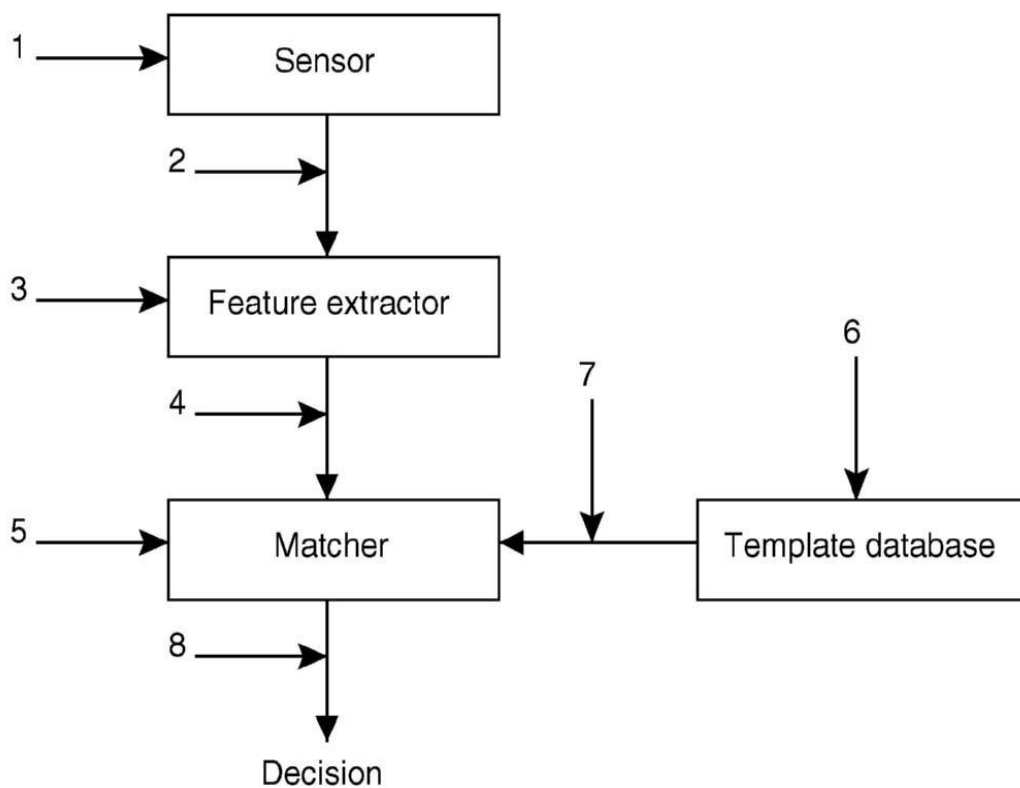 1
Sensor
2
3
Feature extractor
4
7
6
5
Matcher
Template database
8
Decision